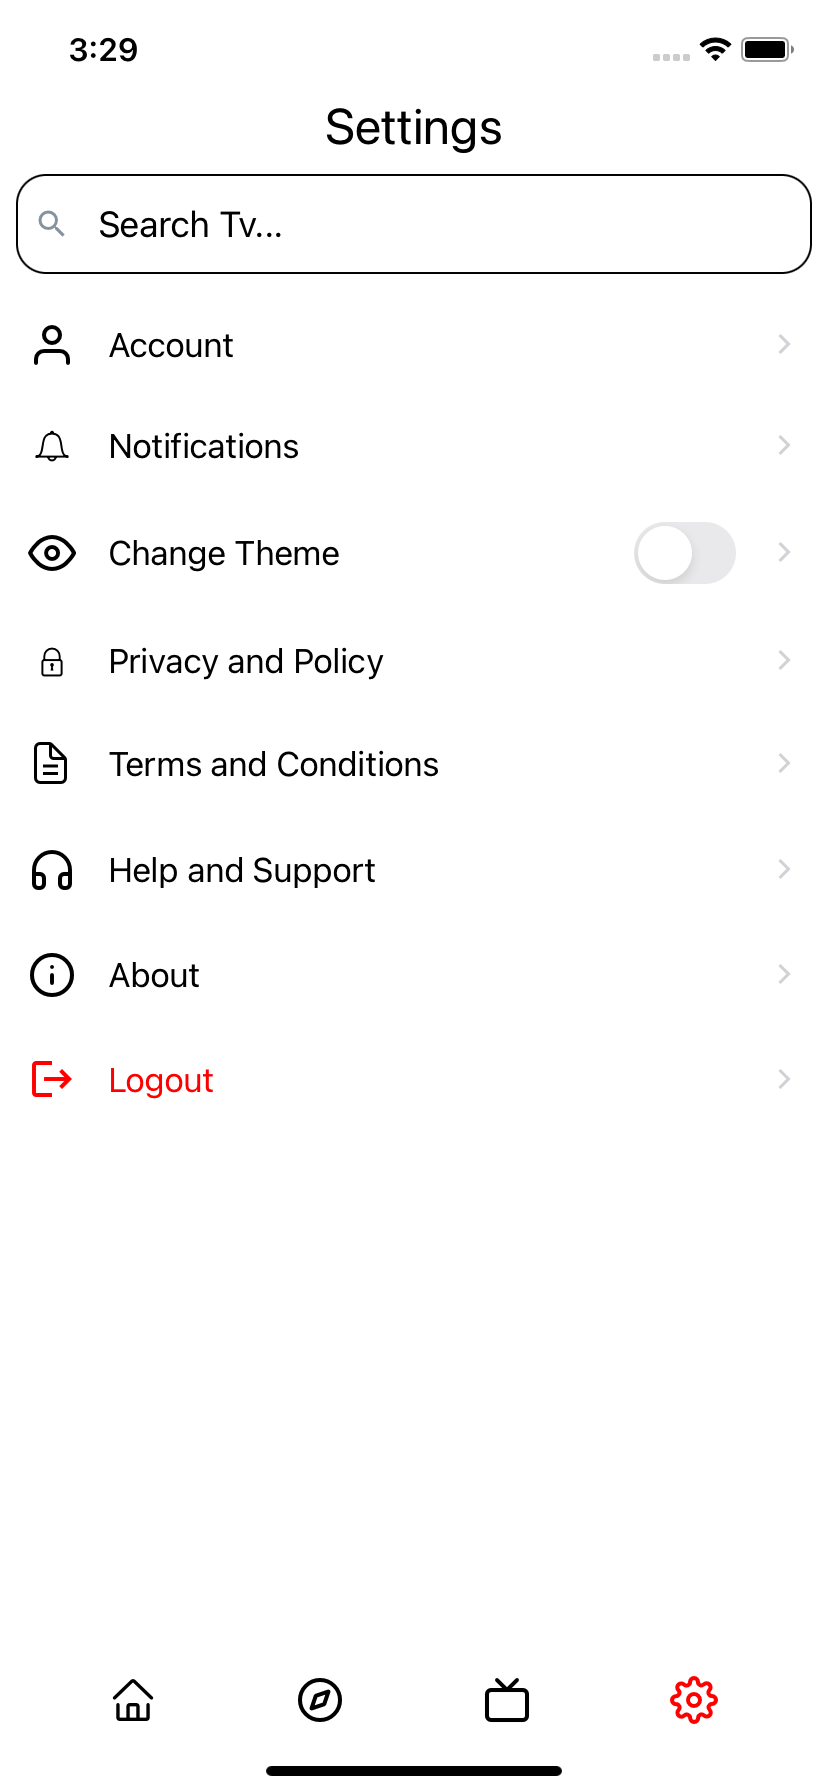 3:29
Settings
Search Tv...
Account
Notifications
Change Theme
Privacy and Policy
Terms and Conditions
Help and Support
About
Logout